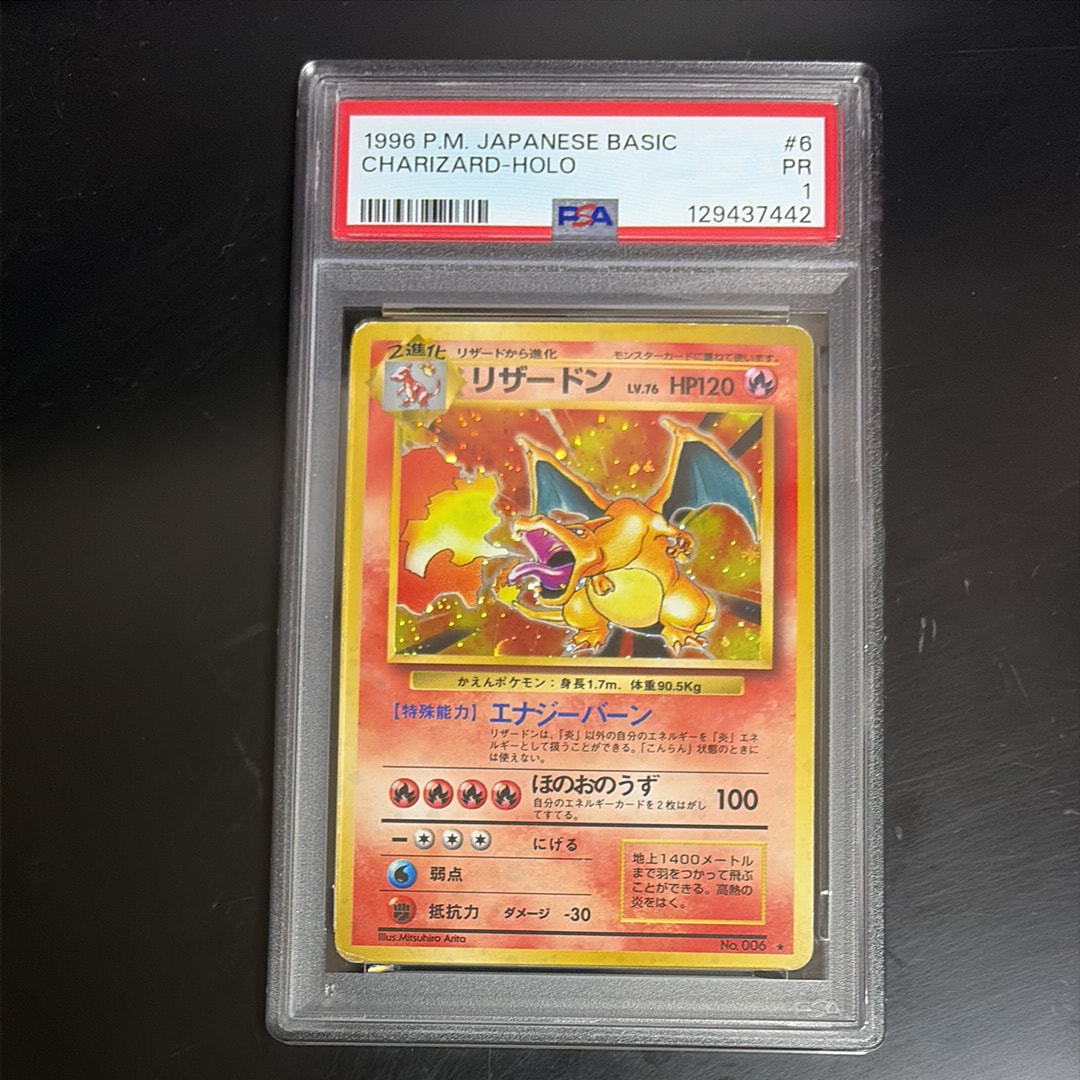 1996 P.M. JAPANESE BASIC #6
CHARIZARD-HOLO PR
1
PSA 129437442
2進化 リザードから進化 モンスターカードに重ねて使います。
リザードン LV.76 HP120
かえんポケモン：身長1.7m. 体重90.5Kg
【特殊能力】エナジーバーン
リザードンは、「炎」以外の自分のエネルギーを「炎」エネ
ルギーとして扱うことができる。「こんらん」状態のときに
は使えない。
ほのおのうず 100
自分のエネルギーカードを2枚はがし
てすてる。
ー にげる
弱点
抵抗力 ダメージ -30
地上1400メートル
まで羽をつかって飛ぶ
ことができる。高熱の
炎をはく。
Illus.Mitsuhiro Arita
No. 006 ★